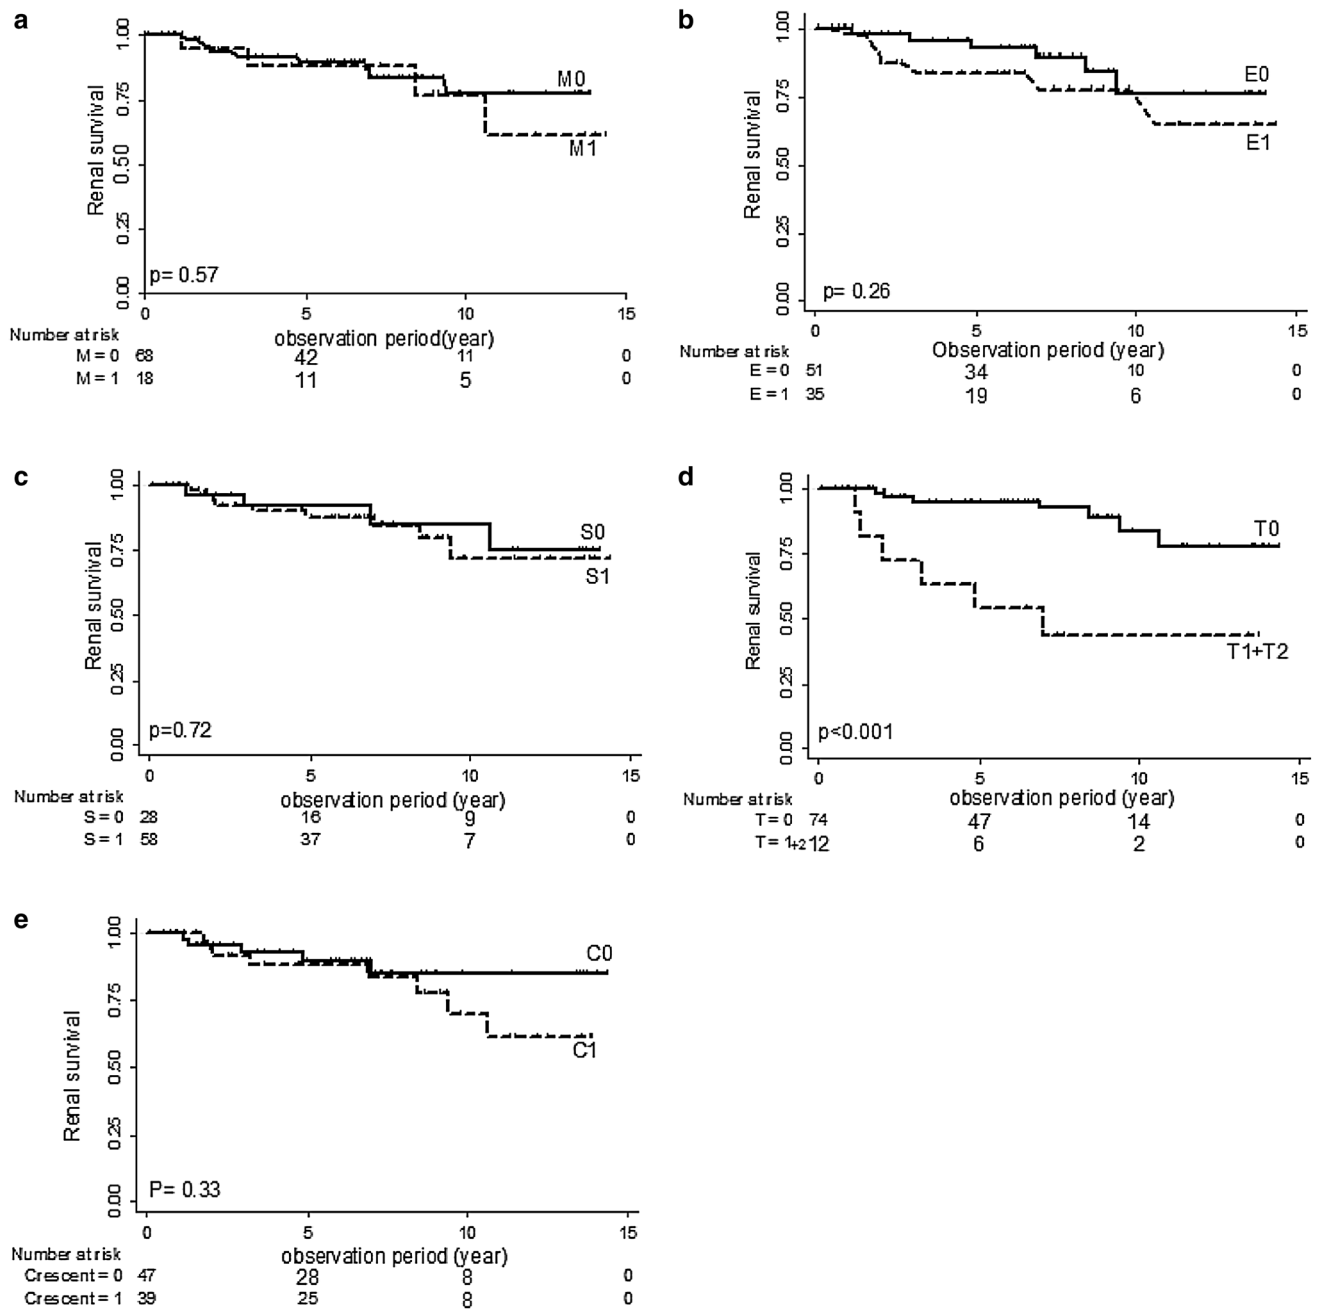 a
1.00
0.75
0.50
0.25
0.00
Renal survival
M0
M1
p= 0.57
0 5 10 15
observation period(year)
Number at risk
M = 0 68 42 11 0
M = 1 18 11 5 0
b
1.00
0.75
0.50
0.25
0.00
Renal survival
E0
E1
p= 0.26
0 5 10 15
Observation period (year)
Number at risk
E = 0 51 34 10 0
E = 1 35 19 6 0
c
1.00
0.75
0.50
0.25
0.00
Renal survival
S0
S1
p=0.72
0 5 10 15
observation period (year)
Number at risk
S = 0 28 16 9 0
S = 1 58 37 7 0
d
1.00
0.75
0.50
0.25
0.00
Renal survival
T0
T1+T2
p<0.001
0 5 10 15
observation period (year)
Number at risk
T = 0 74 47 14 0
T = 1+2 12 6 2 0
e
1.00
0.75
0.50
0.25
0.00
Renal survival
C0
C1
P= 0.33
0 5 10 15
observation period (year)
Number at risk
Crescent = 0 47 28 8 0
Crescent = 1 39 25 8 0